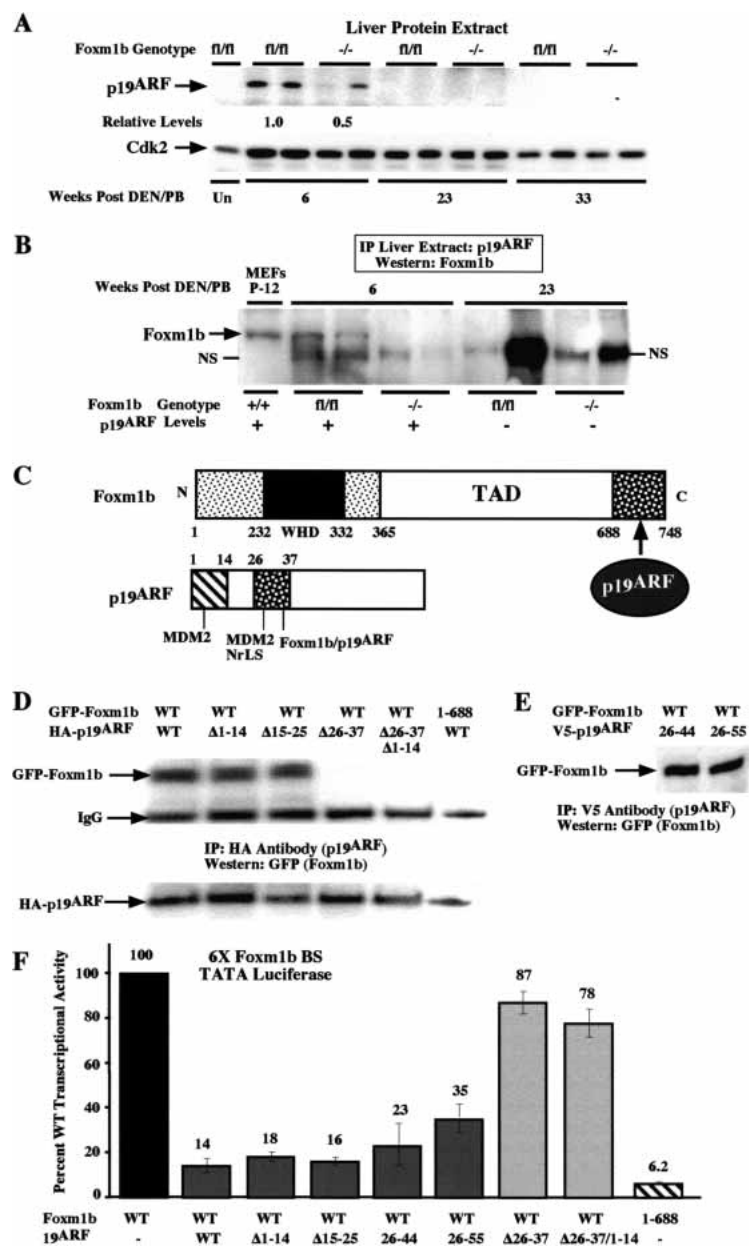 A
Liver Protein Extract
Foxm1b Genotype fl/fl fl/fl -/- fl/fl -/- fl/fl -/-
p19ARF
Relative Levels 1.0 0.5
Cdk2
Weeks Post DEN/PB Un 6 23 33
B
IP Liver Extract: p19ARF
Western: Foxm1b
MEFs
Weeks Post DEN/PB P-12 6 23
Foxm1b
NS NS
Foxm1b Genotype +/+ fl/fl -/- fl/fl -/-
p19ARF Levels + + + - -
C
Foxm1b N TAD C
1 232 WHD 332 365 688 748
1 14 26 37
p19ARF p19ARF
MDM2 MDM2 Foxm1b/p19ARF
NrLS
D
GFP-Foxm1b WT WT WT WT WT 1-688
HA-p19ARF WT Δ1-14 Δ15-25 Δ26-37 Δ26-37 WT
Δ1-14
GFP-Foxm1b
IgG
IP: HA Antibody (p19ARF)
Western: GFP (Foxm1b)
HA-p19ARF
E
GFP-Foxm1b WT WT
V5-p19ARF 26-44 26-55
GFP-Foxm1b
IP: V5 Antibody (p19ARF)
Western: GFP (Foxm1b)
F
6X Foxm1b BS
TATA Luciferase
Percent WT Transcriptional Activity
100
80
60
40
20
0
100 14 18 16 23 35 87 78 6.2
Foxm1b WT WT WT WT WT WT WT WT 1-688
19ARF - WT Δ1-14 Δ15-25 26-44 26-55 Δ26-37 Δ26-37/1-14 -